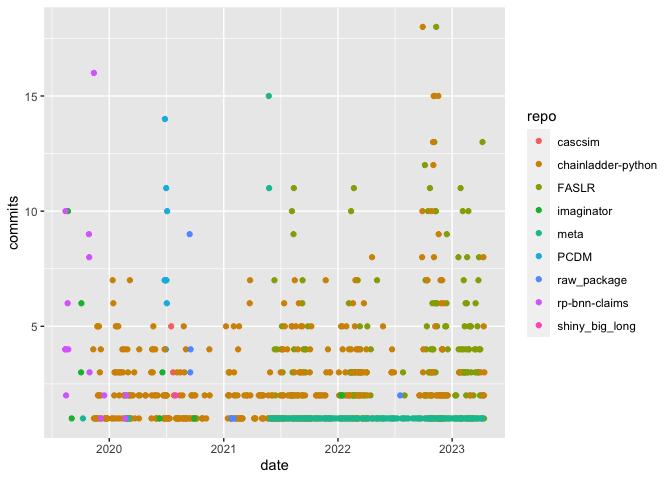 commits
15
10
5
2020
2021
2022
2023
date
repo
cascsim
chainladder-python
FASLR
imaginator
meta
PCDM
raw_package
rp-bnn-claims
shiny_big_long